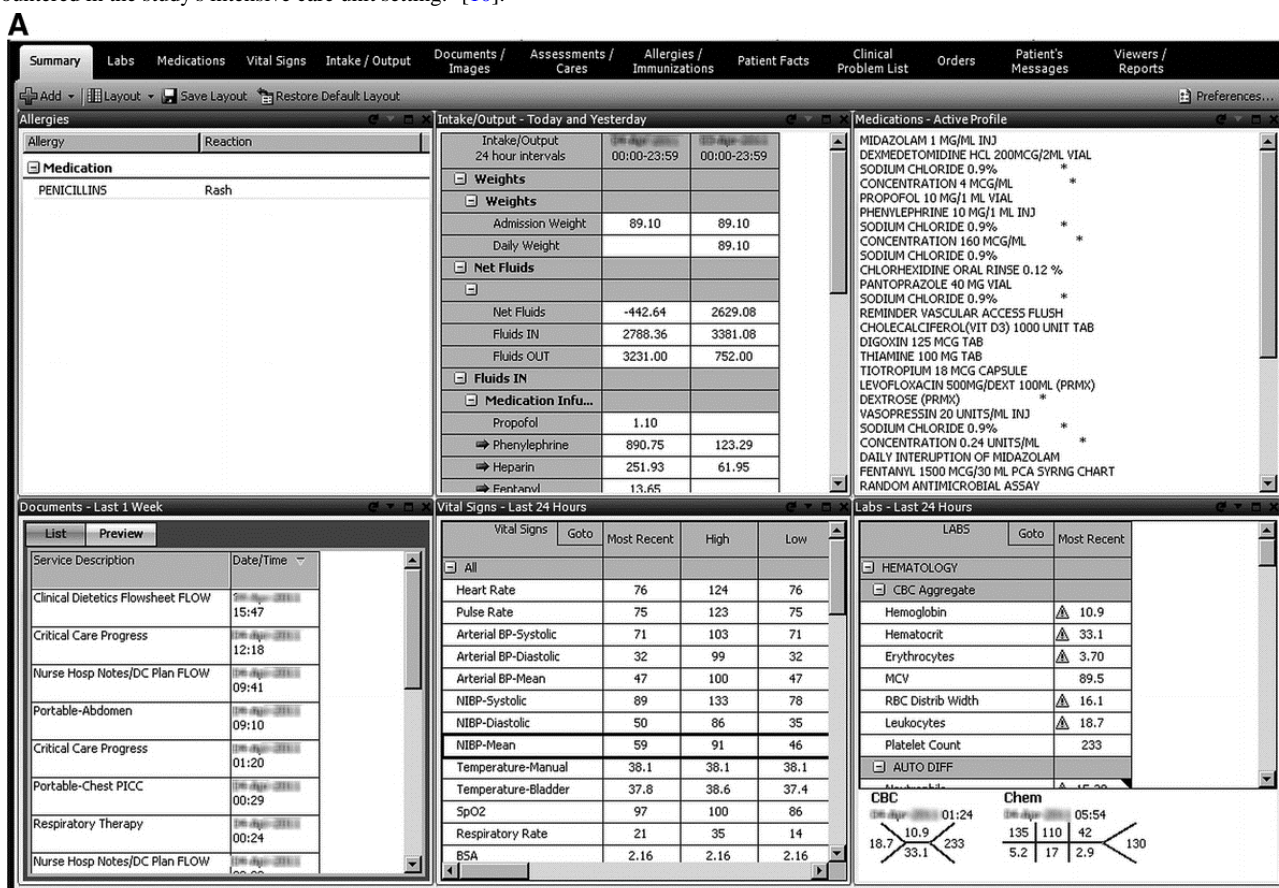 A
Summary Labs Medications Vital Signs Intake / Output Documents / Images Assessments / Cares Allergies / Immunizations Patient Facts Clinical Problem List Orders Patient's Messages Viewers / Reports
Add Layout Save Layout Restore Default Layout Preferences...
Allergies
Allergy Reaction
Medication
PENICILLINS Rash
Intake/Output - Today and Yesterday
Intake/Output
24 hour intervals 00:00-23:59 00:00-23:59
Weights
Weights
Admission Weight 89.10 89.10
Daily Weight 89.10
Net Fluids
Net Fluids -442.64 2629.08
Fluids IN 2788.36 3381.08
Fluids OUT 3231.00 752.00
Fluids IN
Medication Infu...
Propofol 1.10
Phenylephrine 890.75 123.29
Heparin 251.93 61.95
Fentanyl 13.65
Medications - Active Profile
MIDAZOLAM 1 MG/ML INJ
DEXMEDETOMIDINE HCL 200MCG/2ML VIAL
SODIUM CHLORIDE 0.9% *
CONCENTRATION 4 MCG/ML *
PROPOFOL 10 MG/1 ML VIAL
PHENYLEPHRINE 10 MG/1 ML INJ
SODIUM CHLORIDE 0.9% *
CONCENTRATION 160 MCG/ML *
SODIUM CHLORIDE 0.9%
CHLORHEXIDINE ORAL RINSE 0.12 %
PANTOPRAZOLE 40 MG VIAL
SODIUM CHLORIDE 0.9% *
REMINDER VASCULAR ACCESS FLUSH
CHOLECALCIFEROL(VIT D3) 1000 UNIT TAB
DIGOXIN 125 MCG TAB
THIAMINE 100 MG TAB
TIOTROPIUM 18 MCG CAPSULE
LEVOFLOXACIN 500MG/DEXT 100ML (PRMX)
DEXTROSE (PRMX) *
VASOPRESSIN 20 UNITS/ML INJ
SODIUM CHLORIDE 0.9% *
CONCENTRATION 0.24 UNITS/ML *
DAILY INTERUPTION OF MIDAZOLAM
FENTANYL 1500 MCG/30 ML PCA SYRNG CHART
RANDOM ANTIMICROBIAL ASSAY
Documents - Last 1 Week
List Preview
Service Description Date/Time
Clinical Dietetics Flowsheet FLOW 15:47
Critical Care Progress 12:18
Nurse Hosp Notes/DC Plan FLOW 09:41
Portable-Abdomen 09:10
Critical Care Progress 01:20
Portable-Chest PICC 00:29
Respiratory Therapy 00:24
Nurse Hosp Notes/DC Plan FLOW
Vital Signs - Last 24 Hours
Vital Signs Goto Most Recent High Low
All
Heart Rate 76 124 76
Pulse Rate 75 123 75
Arterial BP-Systolic 71 103 71
Arterial BP-Diastolic 32 99 32
Arterial BP-Mean 47 100 47
NIBP-Systolic 89 133 78
NIBP-Diastolic 50 86 35
NIBP-Mean 59 91 46
Temperature-Manual 38.1 38.1 38.1
Temperature-Bladder 37.8 38.6 37.4
SpO2 97 100 86
Respiratory Rate 21 35 14
BSA 2.16 2.16 2.16
Labs - Last 24 Hours
LABS Goto Most Recent
HEMATOLOGY
CBC Aggregate
Hemoglobin 10.9
Hematocrit 33.1
Erythrocytes 3.70
MCV 89.5
RBC Distrib Width 16.1
Leukocytes 18.7
Platelet Count 233
AUTO DIFF
CBC
01:24
18.7 10.9 33.1 233
Chem
05:54
135 110 42 130
5.2 17 2.9